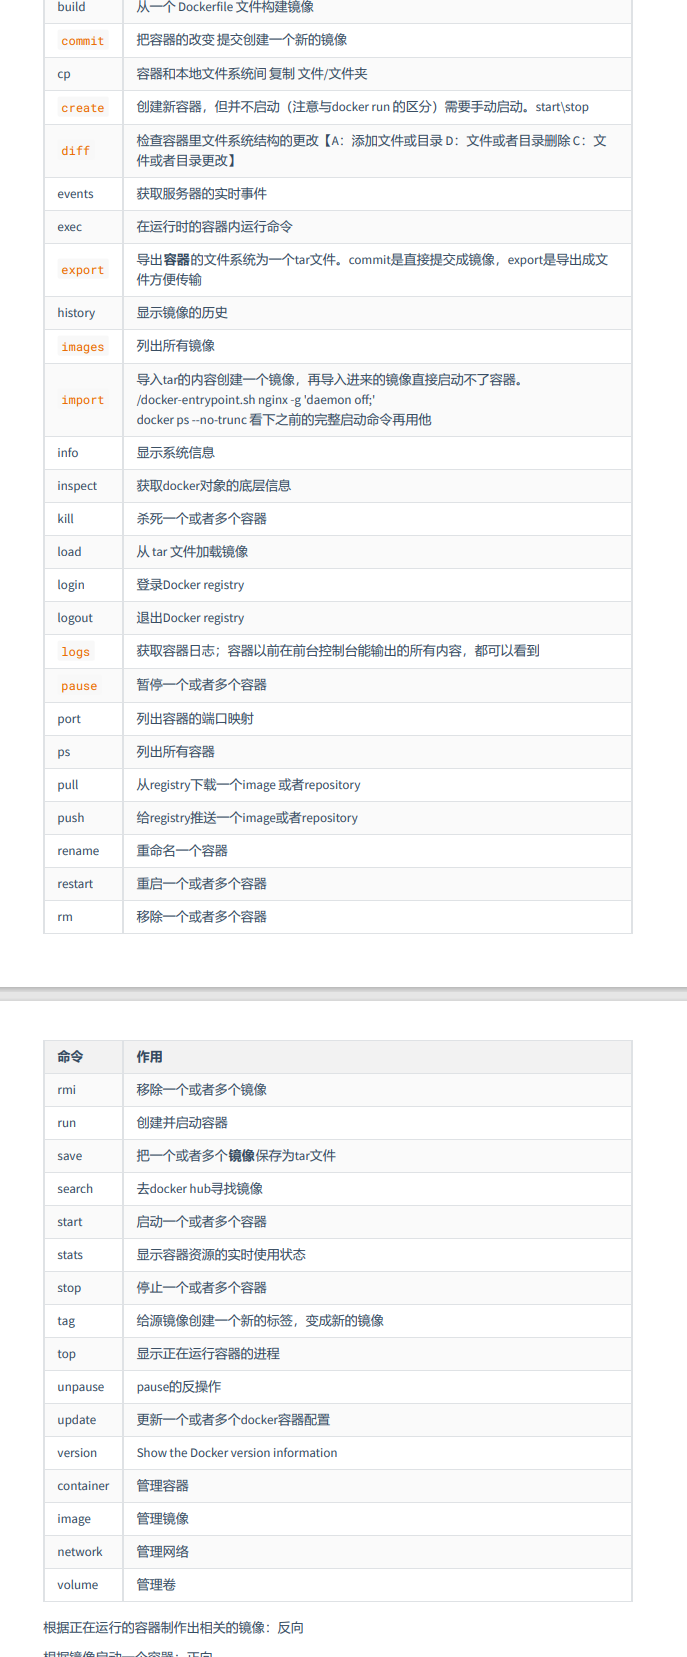 build 从一个 Dockerfile 文件构建镜像
commit 把容器的改变 提交创建一个新的镜像
cp 容器和本地文件系统间 复制 文件/文件夹
create 创建新容器，但并不启动（注意与docker run 的区分）需要手动启动。start\stop
diff 检查容器里文件系统结构的更改【A：添加文件或目录 D：文件或者目录删除 C：文
件或者目录更改】
events 获取服务器的实时事件
exec 在运行时的容器内运行命令
export 导出容器的文件系统为一个tar文件。commit是直接提交成镜像，export是导出成文
件方便传输
history 显示镜像的历史
images 列出所有镜像
import 导入tar的内容创建一个镜像，再导入进来的镜像直接启动不了容器。
/docker-entrypoint.sh nginx -g 'daemon off;'
docker ps --no-trunc 看下之前的完整启动命令再用他
info 显示系统信息
inspect 获取docker对象的底层信息
kill 杀死一个或者多个容器
load 从 tar 文件加载镜像
login 登录Docker registry
logout 退出Docker registry
logs 获取容器日志；容器以前在前台控制台能输出的所有内容，都可以看到
pause 暂停一个或者多个容器
port 列出容器的端口映射
ps 列出所有容器
pull 从registry下载一个image 或者repository
push 给registry推送一个image或者repository
rename 重命名一个容器
restart 重启一个或者多个容器
rm 移除一个或者多个容器
命令 作用
rmi 移除一个或者多个镜像
run 创建并启动容器
save 把一个或者多个镜像保存为tar文件
search 去docker hub寻找镜像
start 启动一个或者多个容器
stats 显示容器资源的实时使用状态
stop 停止一个或者多个容器
tag 给源镜像创建一个新的标签，变成新的镜像
top 显示正在运行容器的进程
unpause pause的反操作
update 更新一个或者多个docker容器配置
version Show the Docker version information
container 管理容器
image 管理镜像
network 管理网络
volume 管理卷
根据正在运行的容器制作出相关的镜像：反向
根据镜像启动一个容器：正向